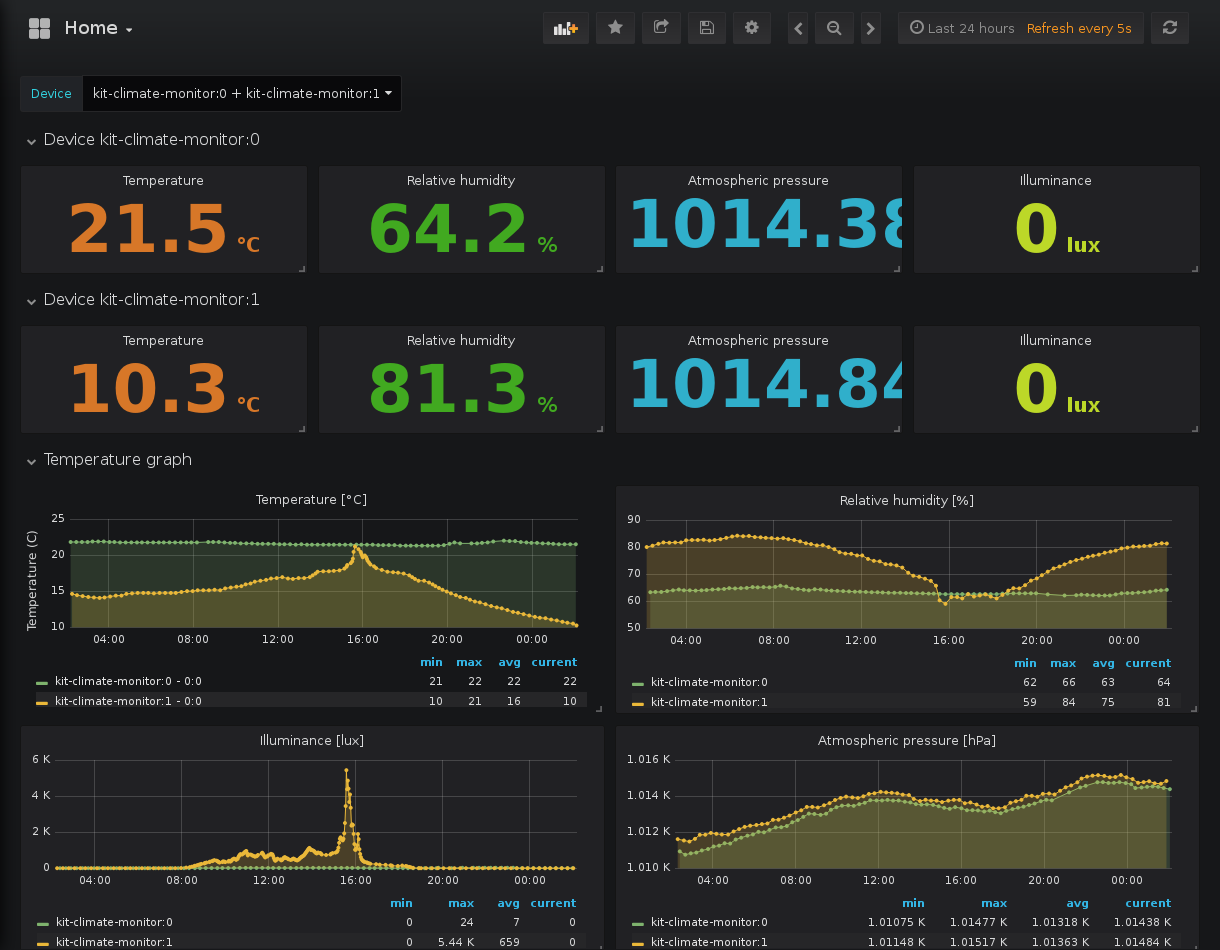 Home
Last 24 hours Refresh every 5s
Device kit-climate-monitor:0 + kit-climate-monitor:1
Device kit-climate-monitor:0
Temperature Relative humidity Atmospheric pressure Illuminance
21.5 °C 64.2 % 1014.38 0 lux
Device kit-climate-monitor:1
Temperature Relative humidity Atmospheric pressure Illuminance
10.3 °C 81.3 % 1014.84 0 lux
Temperature graph
Temperature [°C]
Temperature (C)
25
20
15
10
04:00 08:00 12:00 16:00 20:00 00:00
min max avg current
kit-climate-monitor:0 - 0:0 21 22 22 22
kit-climate-monitor:1 - 0:0 10 21 16 10
Relative humidity [%]
90
80
70
60
50
04:00 08:00 12:00 16:00 20:00 00:00
min max avg current
kit-climate-monitor:0 62 66 63 64
kit-climate-monitor:1 59 84 75 81
Illuminance [lux]
6 K
4 K
2 K
0
04:00 08:00 12:00 16:00 20:00 00:00
min max avg current
kit-climate-monitor:0 0 24 7 0
kit-climate-monitor:1 0 5.44 K 659 0
Atmospheric pressure [hPa]
1.016 K
1.014 K
1.012 K
1.010 K
04:00 08:00 12:00 16:00 20:00 00:00
min max avg current
kit-climate-monitor:0 1.01075 K 1.01477 K 1.01318 K 1.01438 K
kit-climate-monitor:1 1.01148 K 1.01517 K 1.01363 K 1.01484 K